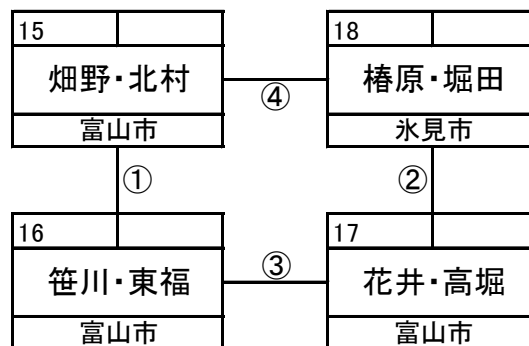 15
畑野・北村
富山市
④
18
椿原・堀田
氷見市
①
②
16
笹川・東福
富山市
③
17
花井・高堀
富山市